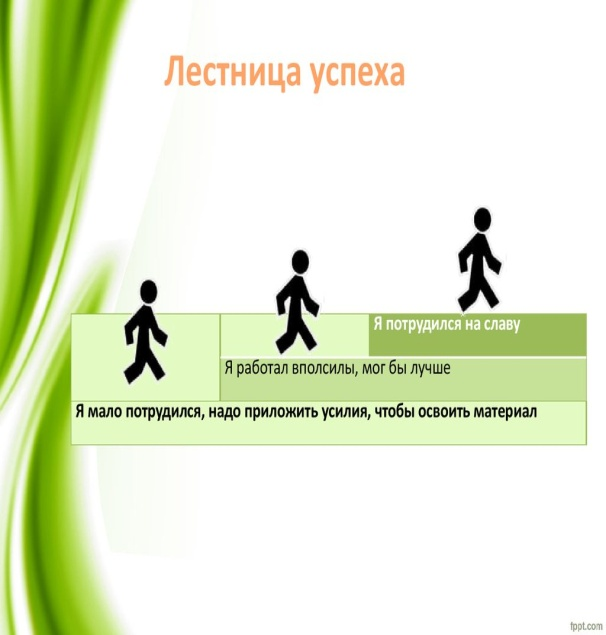 Лестница успеха
Я потрудился на славу
Я работал вполсилы, мог бы лучше
Я мало потрудился, надо приложить усилия, чтобы освоить материал
fppt.com